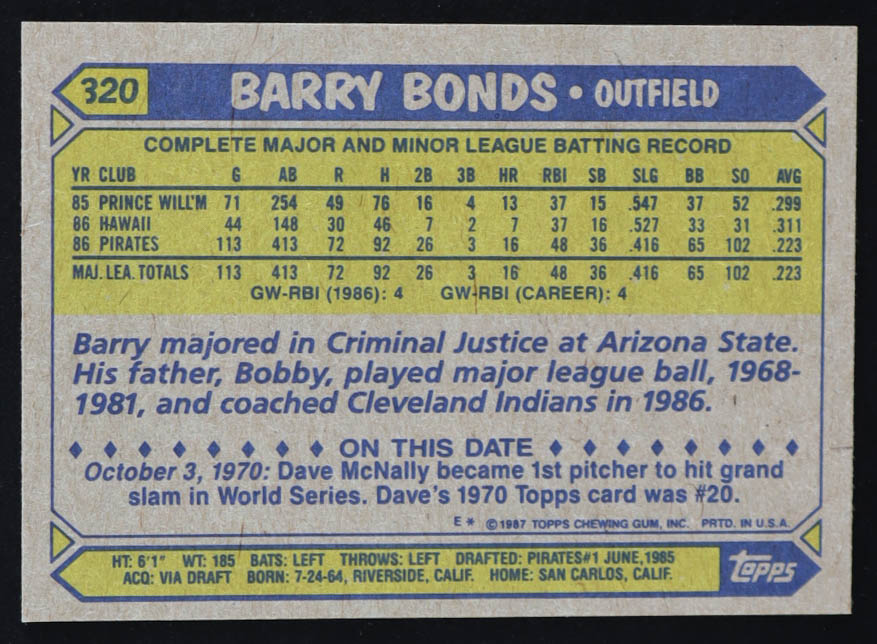 320 BARRY BONDS • OUTFIELD
COMPLETE MAJOR AND MINOR LEAGUE BATTING RECORD
YR CLUB G AB R H 2B 3B HR RBI SB SLG BB SO AVG
85 PRINCE WILL'M 71 254 49 76 16 4 13 37 15 .547 37 52 .299
86 HAWAII 44 148 30 46 7 2 7 37 16 .527 33 31 .311
86 PIRATES 113 413 72 92 26 3 16 48 36 .416 65 102 .223
MAJ. LEA. TOTALS 113 413 72 92 26 3 16 48 36 .416 65 102 .223
GW-RBI (1986): 4 GW-RBI (CAREER): 4
Barry majored in Criminal Justice at Arizona State.
His father, Bobby, played major league ball, 1968-
1981, and coached Cleveland Indians in 1986.
♦ ♦ ♦ ♦ ♦ ♦ ♦ ♦ ON THIS DATE ♦ ♦ ♦ ♦ ♦ ♦ ♦ ♦
October 3, 1970: Dave McNally became 1st pitcher to hit grand
slam in World Series. Dave's 1970 Topps card was #20.
E* ©1987 TOPPS CHEWING GUM, INC. PRTD. IN U.S.A.
HT: 6'1" WT: 185 BATS: LEFT THROWS: LEFT DRAFTED: PIRATES#1 JUNE,1985
ACQ: VIA DRAFT BORN: 7-24-64, RIVERSIDE, CALIF. HOME: SAN CARLOS, CALIF.
Topps